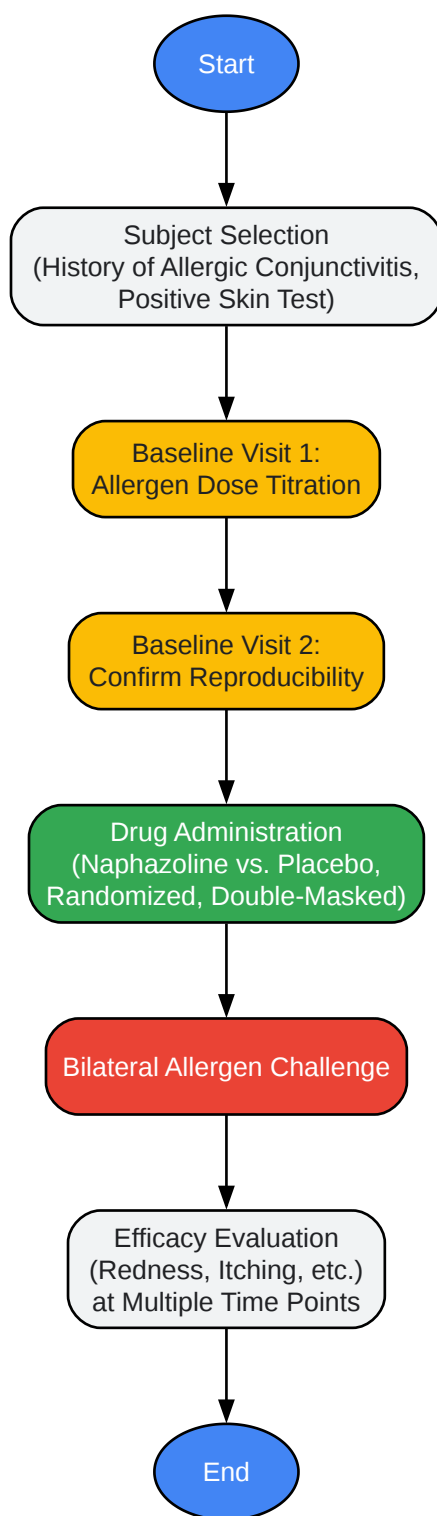 Start
Subject Selection
(History of Allergic Conjunctivitis,
Positive Skin Test)
Baseline Visit 1:
Allergen Dose Titration
Baseline Visit 2:
Confirm Reproducibility
Drug Administration
(Naphazoline vs. Placebo,
Randomized, Double-Masked)
Bilateral Allergen Challenge
Efficacy Evaluation
(Redness, Itching, etc.)
at Multiple Time Points
End